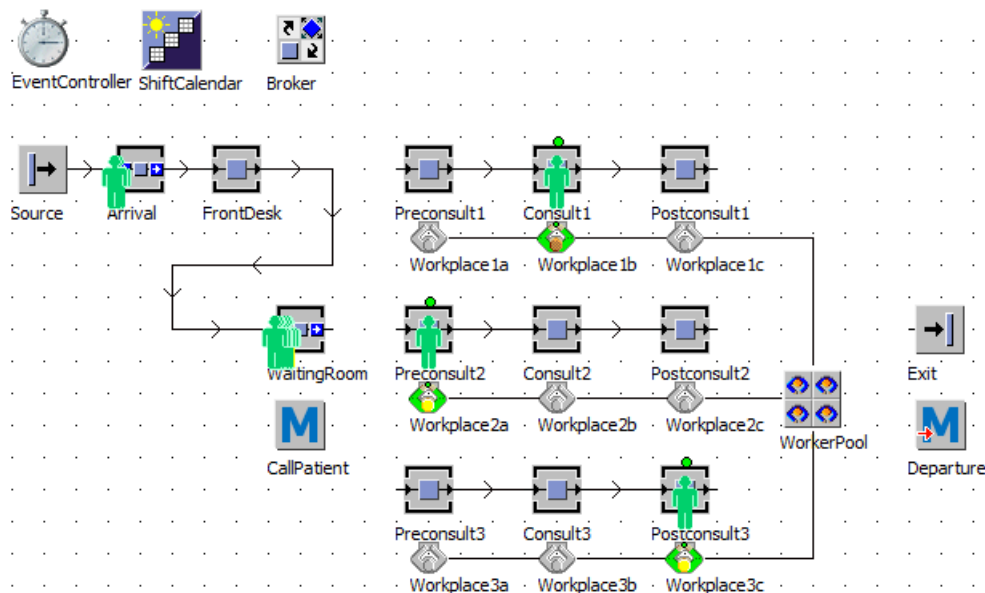 EventController ShiftCalendar Broker
Source Arrival FrontDesk Preconsult1 Consult1 Postconsult1
Workplace1a Workplace1b Workplace1c
WaitingRoom Preconsult2 Consult2 Postconsult2 Exit
Workplace2a Workplace2b Workplace2c
WorkerPool
M M
CallPatient Departure
Preconsult3 Consult3 Postconsult3
Workplace3a Workplace3b Workplace3c